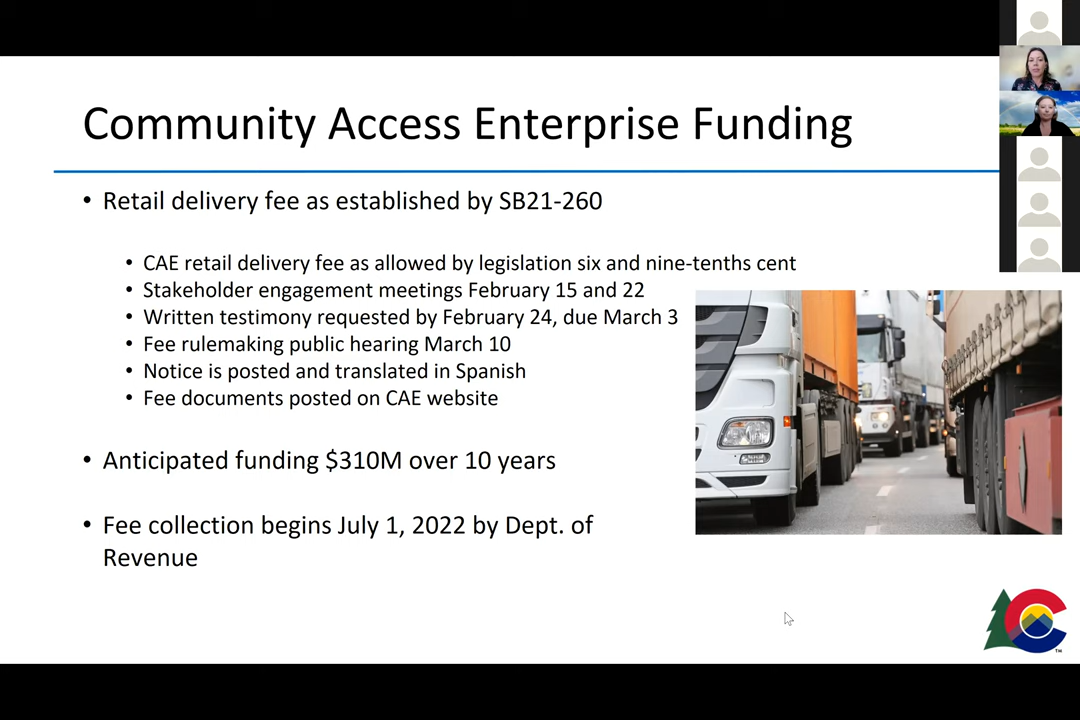 Community Access Enterprise Funding
• Retail delivery fee as established by SB21-260
• CAE retail delivery fee as allowed by legislation six and nine-tenths cent
• Stakeholder engagement meetings February 15 and 22
• Written testimony requested by February 24, due March 3
• Fee rulemaking public hearing March 10
• Notice is posted and translated in Spanish
• Fee documents posted on CAE website
• Anticipated funding $310M over 10 years
• Fee collection begins July 1, 2022 by Dept. of
Revenue
TM